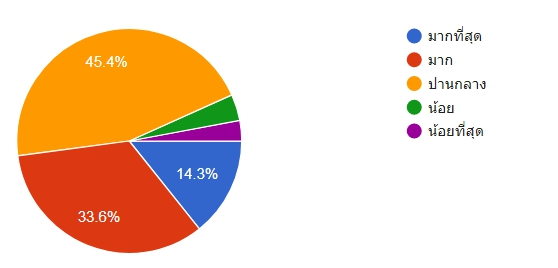 45.4%
14.3%
33.6%
มากที่สุด
มาก
ปานกลาง
น้อย
น้อยที่สุด